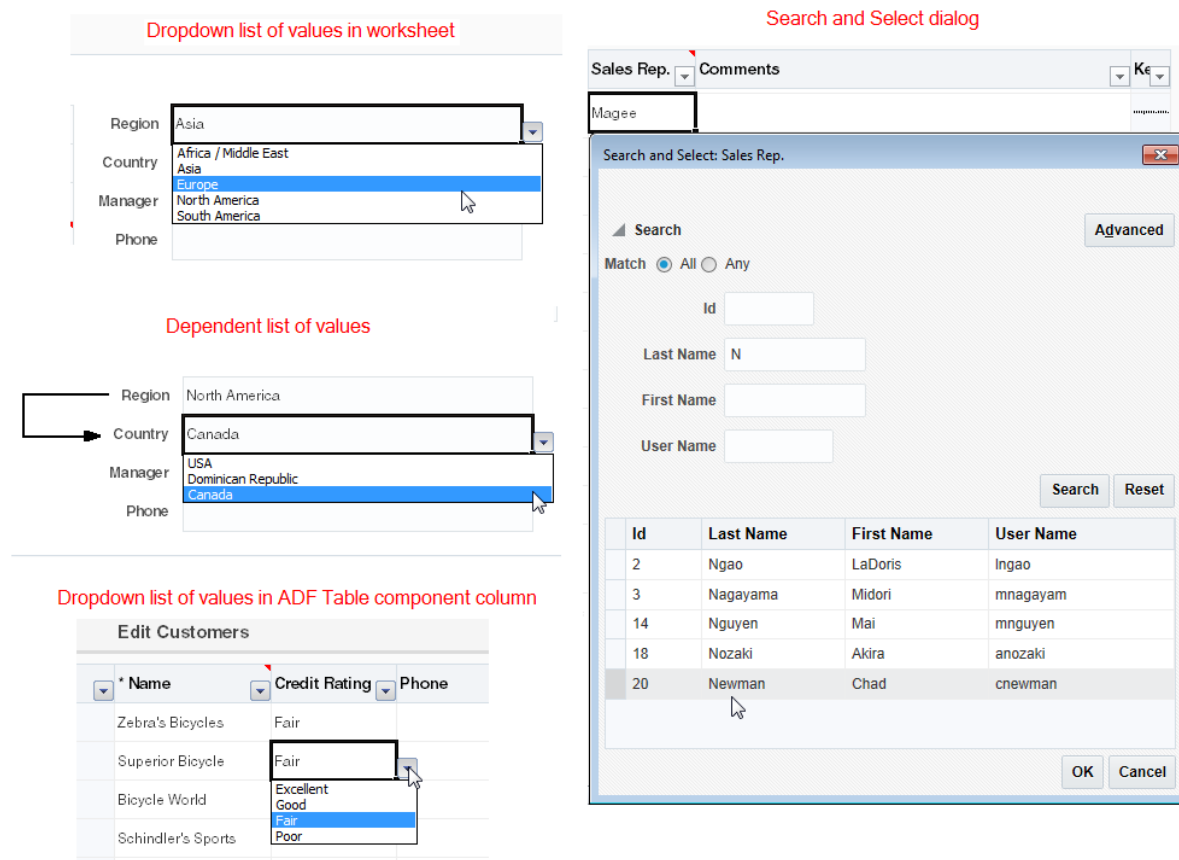 Dropdown list of values in worksheet
Region Asia
Africa / Middle East
Country
Asia
Europe
Manager
North America
South America
Phone
Dependent list of values
Region North America
Country Canada
USA
Manager
Dominican Republic
Canada
Phone
Dropdown list of values in ADF Table component column
Edit Customers
* Name Credit Rating Phone
Zebra's Bicycles Fair
Superior Bicycle Fair
Excellent
Bicycle World
Good
Fair
Schindler's Sports
Poor
Search and Select dialog
Sales Rep. Comments Ke
Magee
Search and Select: Sales Rep.
Search Advanced
Match All Any
Id
Last Name N
First Name
User Name
Search Reset
Id Last Name First Name User Name
2 Ngao LaDoris lngao
3 Nagayama Midori mnagayam
14 Nguyen Mai mnguyen
18 Nozaki Akira anozaki
20 Newman Chad cnewman
OK Cancel